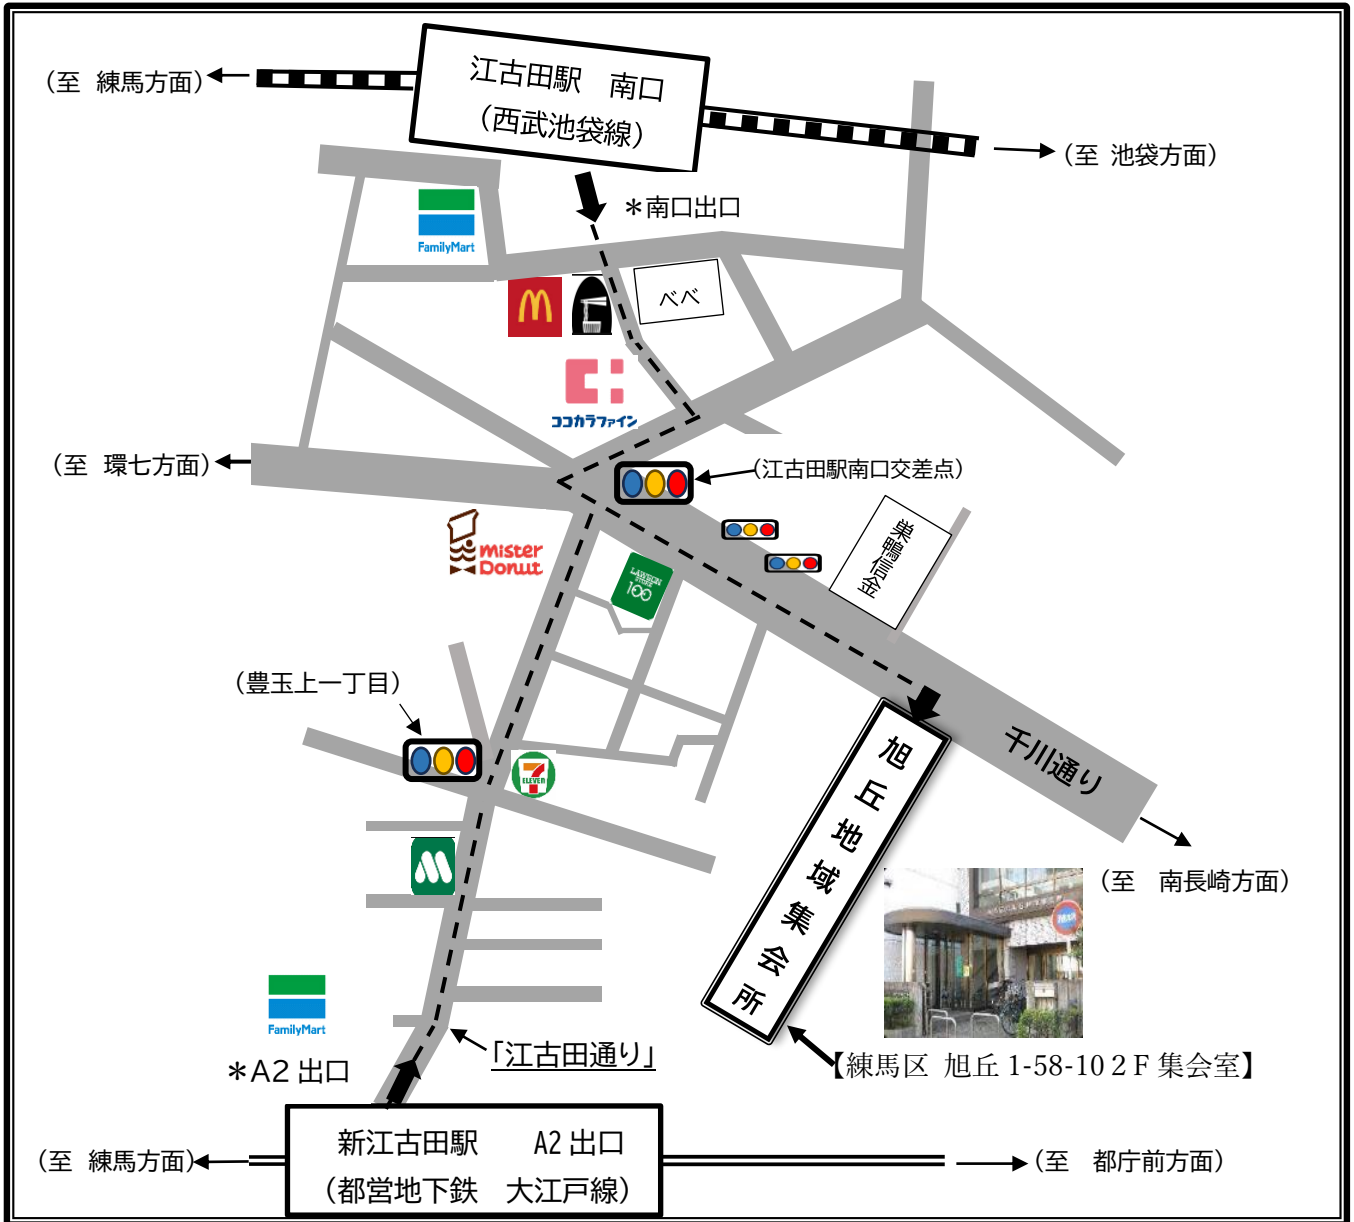 江古田駅 南口
(西武池袋線)
(至 練馬方面)
(至 池袋方面)
＊南口出口
FamilyMart
べべ
ココカラファイン
(至 環七方面)
(江古田駅南口交差点)
巣鴨信金
mister
Donut
LAWSON
STORE
100
(豊玉上一丁目)
7
ELEVEN
千川通り
旭丘地域集会所
(至 南長崎方面)
FamilyMart
＊A2 出口
「江古田通り」
【練馬区 旭丘 1-58-10 2F 集会室】
新江古田駅 A2 出口
(都営地下鉄 大江戸線)
(至 練馬方面)
(至 都庁前方面)